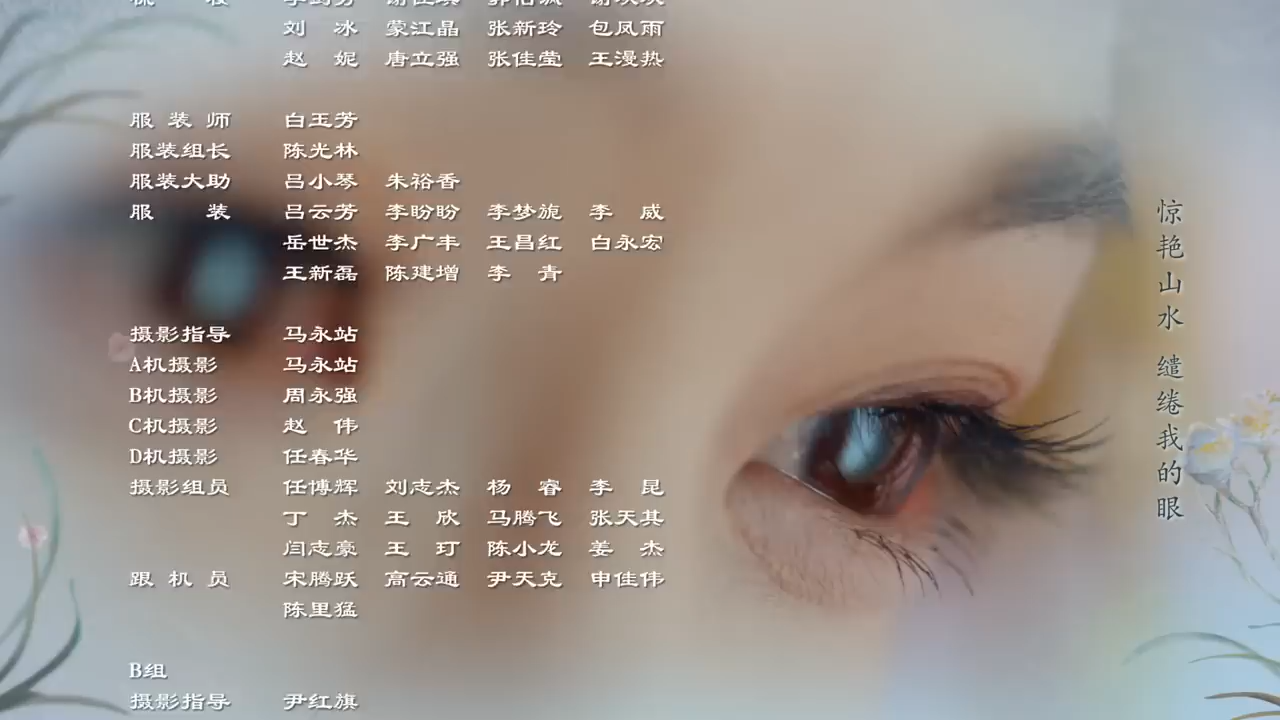 刘 冰 蒙江晶 张新玲 包凤雨
赵 妮 唐立强 张佳莹 王漫热
服装师 白玉芳
服装组长 陈光林
服装大助 吕小琴 朱裕香
服 装 吕云芳 李盼盼 李梦旎 李 威
岳世杰 李广丰 王昌红 白永宏
王新磊 陈建增 李 青
摄影指导 马永站
A机摄影 马永站
B机摄影 周永强
C机摄影 赵 伟
D机摄影 任春华
摄影组员 任博辉 刘志杰 杨 睿 李 昆
丁 杰 王 欣 马腾飞 张天其
闫志豪 王 玎 陈小龙 姜 杰
跟机员 宋腾跃 高云通 尹天克 申佳伟
陈里猛
B组
摄影指导 尹红旗
惊艳山水 缱绻我的眼